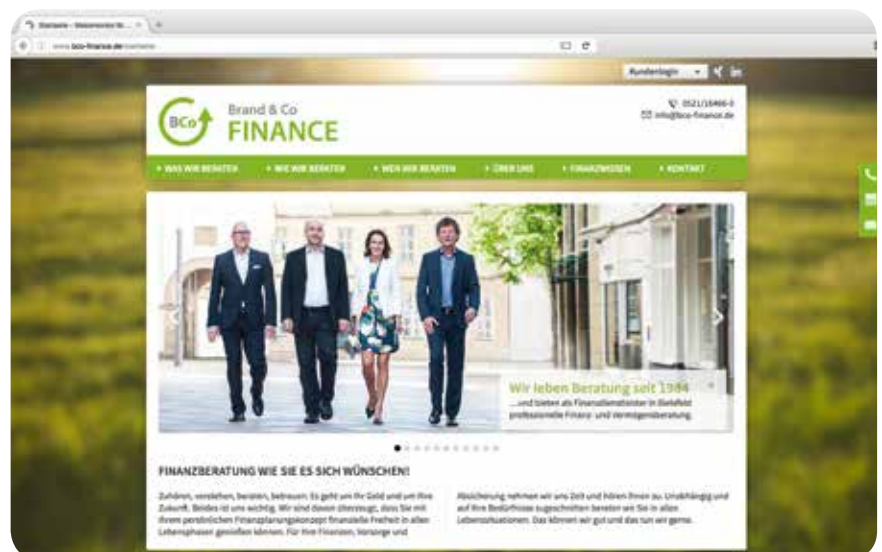 Startseite -
www.bco-finance.de/startseite
Kundenlogin
BCo
Brand & Co
FINANCE
0521/16466-0
info@bco-finance.de
WAS WIR BERATEN
WIE WIR BERATEN
WEN WIR BERATEN
ÜBER UNS
FINANZWISSEN
KONTAKT
Wir leben Beratung seit 1984
...und bieten als Finanzdienstleister in Bielefeld
professionelle Finanz- und Vermögensberatung.
FINANZBERATUNG WIE SIE ES SICH WÜNSCHEN!
Zuhören, verstehen, beraten, betreuen: Es geht um Ihr Geld und um Ihre
Zukunft. Beides ist uns wichtig. Wir sind davon überzeugt, dass Sie mit
Ihrem persönlichen Finanzplanungskonzept finanzielle Freiheit in allen
Lebensphasen genießen können. Für Ihre Finanzen, Vorsorge und
Absicherung nehmen wir uns Zeit und hören Ihnen zu. Unabhängig und
auf Ihre Bedürfnisse zugeschnitten beraten wir Sie in allen
Lebenssituationen. Das können wir gut und das tun wir gerne.